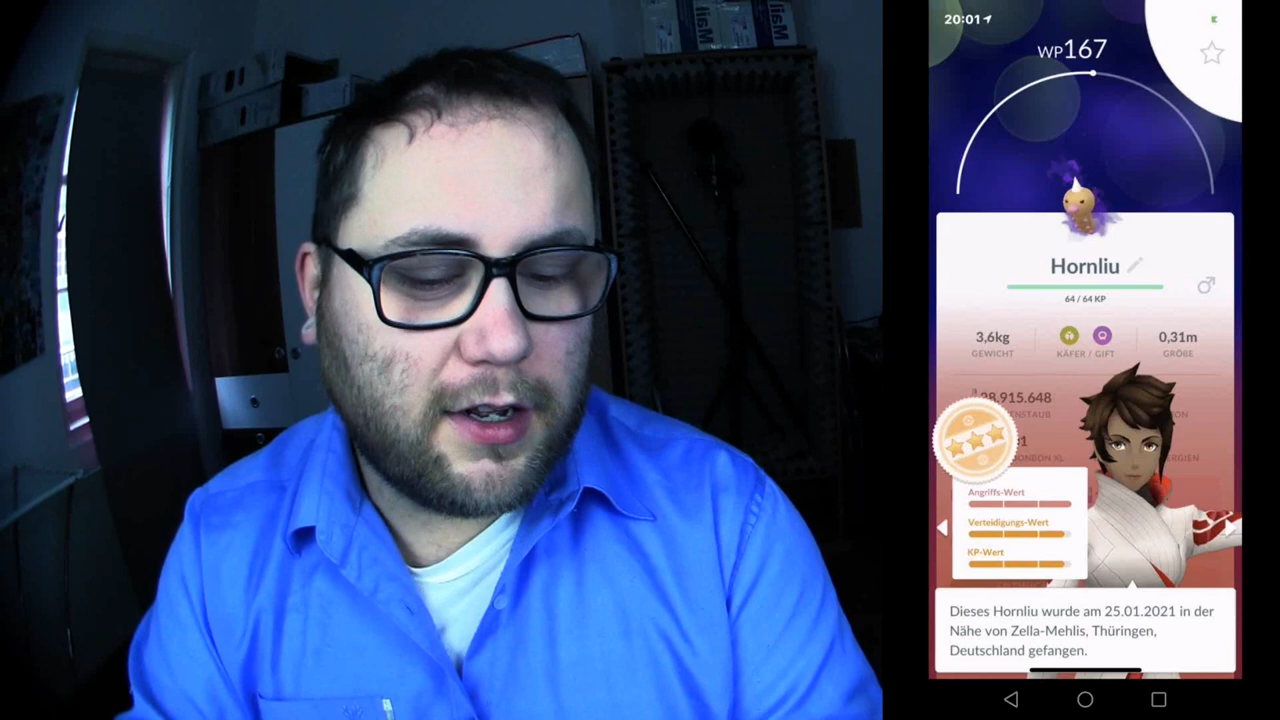 20:01
WP167
Hornliu
64 / 64 KP
3,6kg
GEWICHT
KÄFER / GIFT
0,31m
GRÖẞE
Angriffs-Wert
Verteidigungs-Wert
KP-Wert
Dieses Hornliu wurde am 25.01.2021 in der
Nähe von Zella-Mehlis, Thüringen,
Deutschland gefangen.